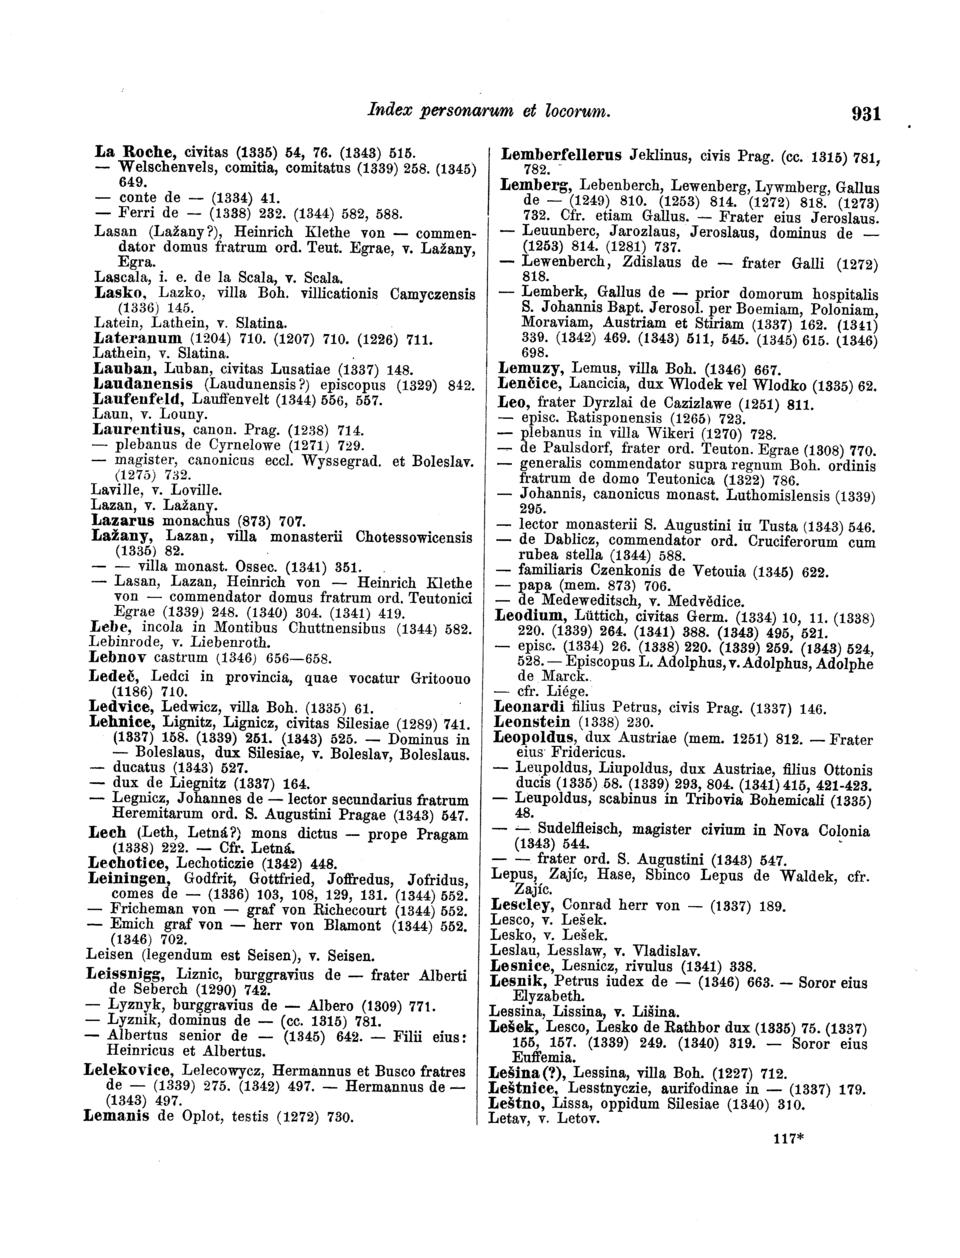 Index personarum et locorum.
931
La Roche, civitas (1335) 54, 76. (1343) 515.
— Welschenvels, comitia, comitatus (1339) 258. (1345)
649.
— conte de — (1334) 41.
— Ferri de — (1338) 232. (1344) 582, 588.
Lasan (Lažany?), Heinrich Klethe von — commen-
dator domus fratrum ord. Teut. Egrae, v. Lažany,
Egra.
Lascala, i. e. de la Scala, v. Scala.
Lasko, Lazko, villa Boh. villicationis Camyczensis
(1336) 145.
Latein, Lathein, v. Slatina.
Lateranum (1204) 710. (1207) 710. (1226) 711.
Lathein, v. Slatina.
Lauban, Luban, civitas Lusatiae (1337) 148.
Laudanensis (Laudunensis?) episcopus (1329) 842.
Laufenfeld, Lauffenvelt (1344) 556, 557.
Laun, v. Louny.
Laurentius, canon. Prag. (1238) 714.
— plebanus de Cyrnelowe (1271) 729.
— magister, canonicus eccl. Wyssegrad. et Boleslav.
(1275) 732.
Laville, v. Loville.
Lazan, v. Lažany.
Lazarus monachus (873) 707.
Lažany, Lazan, villa monasterii Chotessowicensis
(1335) 82.
— — villa monast. Ossec. (1341) 351.
— Lasan, Lazan, Heinrich von — Heinrich Klethe
von — commendator domus fratrum ord. Teutonici
Egrae (1339) 248. (1340) 304. (1341) 419.
Lebe, incola in Montibus Chuttnensibus (1344) 582.
Lebinrode, v. Liebenroth.
Lebnov castrum (1346) 656—658.
Ledeč, Ledci in provincia, quae vocatur Gritoouo
(1186) 710.
Ledvice, Ledwicz, villa Boh. (1335) 61.
Lehnice, Lignitz, Lignicz, civitas Silesiae (1289) 741.
(1337) 158. (1339) 251. (1343) 525. — Dominus in
— Boleslaus, dux Silesiae, v. Boleslav, Boleslaus.
— ducatus (1343) 527.
— dux de Liegnitz (1337) 164.
— Legnicz, Johannes de — lector secundarius fratrum
Heremitarum ord. S. Augustini Pragae (1343) 547.
Lech (Leth, Letná?) mons dictus — prope Pragam
(1338) 222. — Cfr. Letná.
Lechotice, Lechoticzie (1342) 448.
Leiningen, Godfrit, Gottfried, Joffredus, Jofridus,
comes de — (1336) 103, 108, 129, 131. (1344) 552.
— Fricheman von — graf von Richecourt (1344) 552.
— Emich graf von — herr von Blamont (1344) 552.
(1346) 702.
Leisen (legendum est Seisen), v. Seisen.
Leissnigg, Liznic, burggravius de — frater Alberti
de Seberch (1290) 742.
— Lyznyk, burggravius de — Albero (1309) 771.
— Lyznik, dominus de — (cc. 1315) 781.
— Albertus senior de — (1345) 642. — Filii eius:
Heinricus et Albertus.
Lelekovice, Lelecowycz, Hermannus et Busco fratres
de — (1339) 275. (1342) 497. — Hermannus de —
(1343) 497.
Lemanis de Oplot, testis (1272) 730.
Lemberfellerus Jeklinus, civis Prag. (cc. 1315) 781,
782.
Lemberg, Lebenberch, Lewenberg, Lywmberg, Gallus
de — (1249) 810. (1253) 814. (1272) 818. (1273)
732. Cfr. etiam Gallus. — Frater eius Jeroslaus.
— Leuunberc, Jarozlaus, Jeroslaus, dominus de —
(1253) 814. (1281) 737.
— Lewenberch, Zdislaus de — frater Galli (1272)
818.
— Lemberk, Gallus de — prior domorum hospitalis
S. Johannis Bapt. Jerosol. per Boemiam, Poloniam,
Moraviam, Austriam et Stiriam (1337) 162. (1341)
339. (1342) 469. (1343) 511, 545. (1345) 615. (1346)
698.
Lemuzy, Lemus, villa Boh. (1346) 667.
Lenčice, Lancicia, dux Wlodek vel Wlodko (1335) 62.
Leo, frater Dyrzlai de Cazizlawe (1251) 811.
— episc. Ratisponensis (1265) 723.
— plebanus in villa Wikeri (1270) 728.
— de Paulsdorf, frater ord. Teuton. Egrae (1308) 770.
— generalis commendator supra regnum Boh. ordinis
fratrum de domo Teutonica (1322) 786.
— Johannis, canonicus monast. Luthomislensis (1339)
295.
— lector monasterii S. Augustini in Tusta (1343) 546.
— de Dablicz, commendator ord. Cruciferorum cum
rubea stella (1344) 588.
— familiaris Czenkonis de Vetouia (1345) 622.
— papa (mem. 873) 706.
— de Medeweditsch, v. Medvědice.
Leodium, Lüttich, civitas Germ. (1334) 10, 11. (1338)
220. (1339) 264. (1341) 388. (1343) 495, 521.
— episc. (1334) 26. (1338) 220. (1339) 259. (1343) 524,
528. — Episcopus L. Adolphus, v. Adolphus, Adolphe
de Marck.
— cfr. Liége.
Leonardi filius Petrus, civis Prag. (1337) 146.
Leonstein (1338) 230.
Leopoldus, dux Austriae (mem. 1251) 812. — Frater
eius Fridericus.
— Leupoldus, Liupoldus, dux Austriae, filius Ottonis
ducis (1335) 58. (1339) 293, 804. (1341) 415, 421-423.
— Leupoldus, scabinus in Tribovia Bohemicali (1335)
48.
— — Sudelfleisch, magister civium in Nova Colonia
(1343) 544.
— — frater ord. S. Augustini (1343) 547.
Lepus, Zajíc, Hase, Sbinco Lepus de Waldek, cfr.
Zajíc.
Lescley, Conrad herr von — (1337) 189.
Lesco, v. Lešek.
Lesko, v. Lešek.
Leslau, Lesslaw, v. Vladislav.
Lesnice, Lesnicz, rivulus (1341) 338.
Lesnik, Petrus iudex de — (1346) 663. — Soror eius
Elyzabeth.
Lessina, Lissina, v. Lišina.
Lešek, Lesco, Lesko de Rathbor dux (1335) 75. (1337)
155, 157. (1339) 249. (1340) 319. — Soror eius
Euffemia.
Lešina(?), Lessina, villa Boh. (1227) 712.
Leštnice, Lesstnyczie, aurifodinae in — (1337) 179.
Leštno, Lissa, oppidum Silesiae (1340) 310.
Letav, v. Letov.
117*